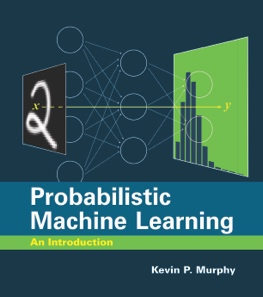 x
y
Probabilistic
Machine Learning
An Introduction
Kevin P. Murphy